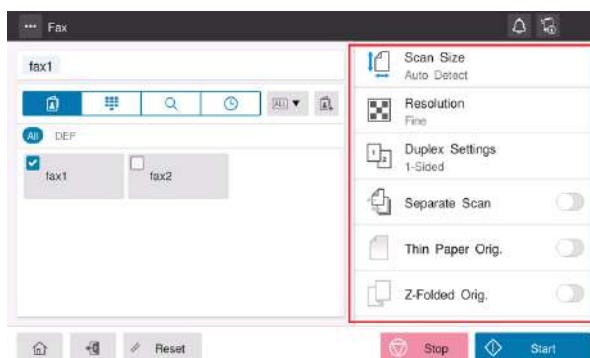 Fax
fax1
All
DEF
fax1
fax2
Scan Size
Auto Detect
Resolution
Fine
Duplex Settings
1-Sided
Separate Scan
Thin Paper Orig.
Z-Folded Orig.
Reset
Stop
Start